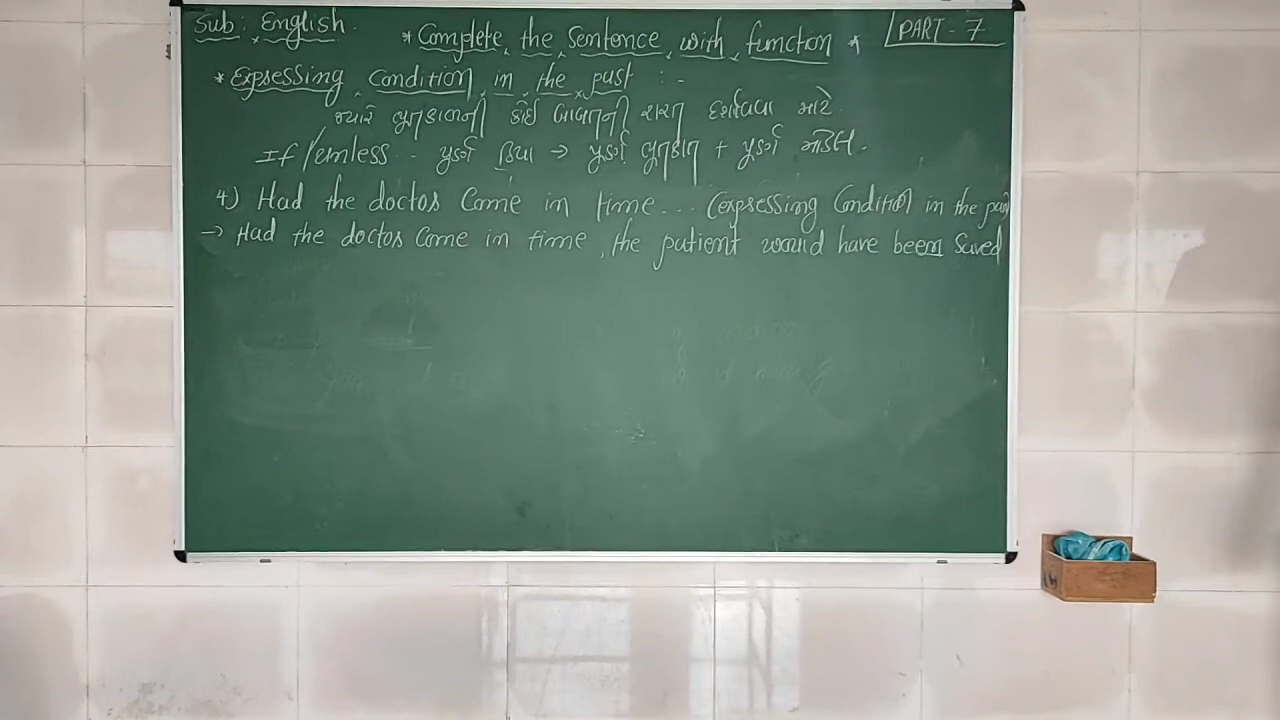 Sub: English. * Complete the Sentence with function * PART - 7
* Expressing Condition in the past :-
જ્યારે ભુતકાળની કોઈ બાબતની શરત દર્શાવવા માટે.
If / - પુર્ણ ક્રિયા → પુર્ણ ભુતકાળ + પુર્ણ મોડલ.
4) Had the doctor Come in time... (expressing Condition in the past
→ Had the doctor Come in time, the patient would have been Saved